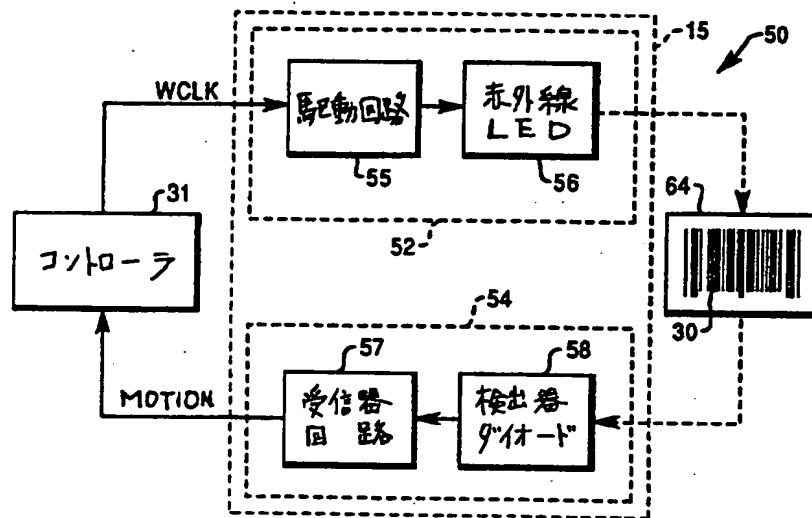 15
50
WCLK
駆動回路
赤外線
LED
55
56
31
コントローラ
52
64
30
54
57
58
受信器
回路
検出器
ダイオード
MOTION